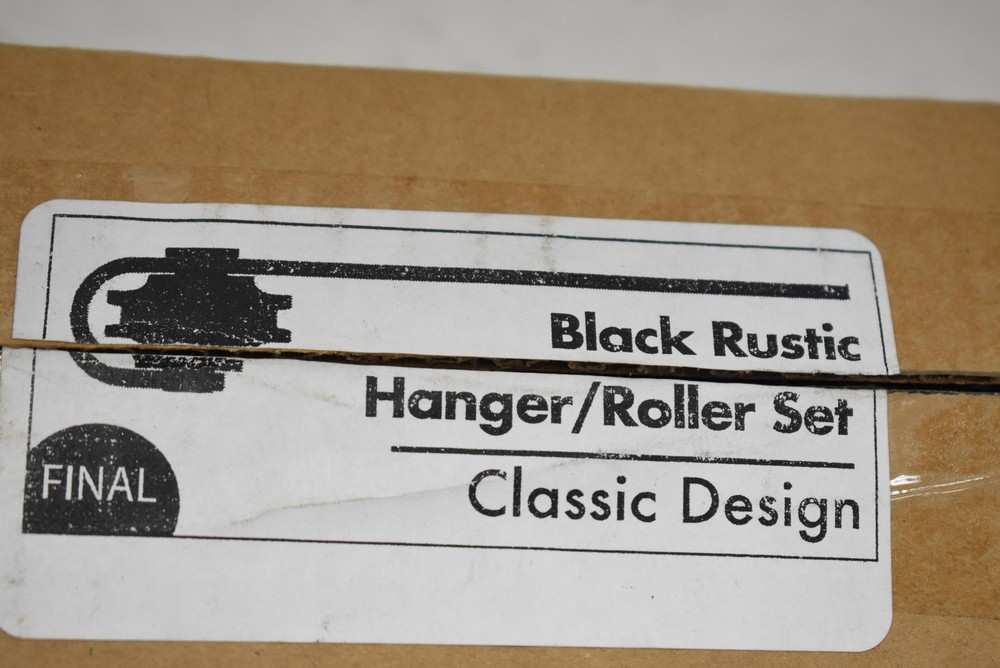 Black Rustic
Hanger/Roller Set
Classic Design
FINAL